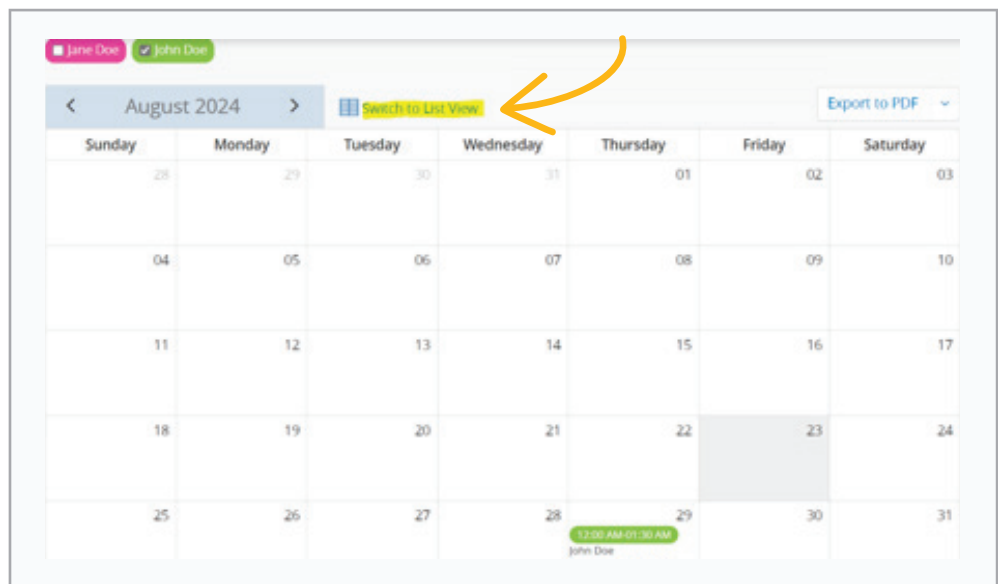 Jane Doe John Doe
August 2024 Switch to List View Export to PDF
Sunday Monday Tuesday Wednesday Thursday Friday Saturday
28 29 30 31 01 02 03
04 05 06 07 08 09 10
11 12 13 14 15 16 17
18 19 20 21 22 23 24
25 26 27 28 29 30 31
12:00 AM-01:30 AM
John Doe